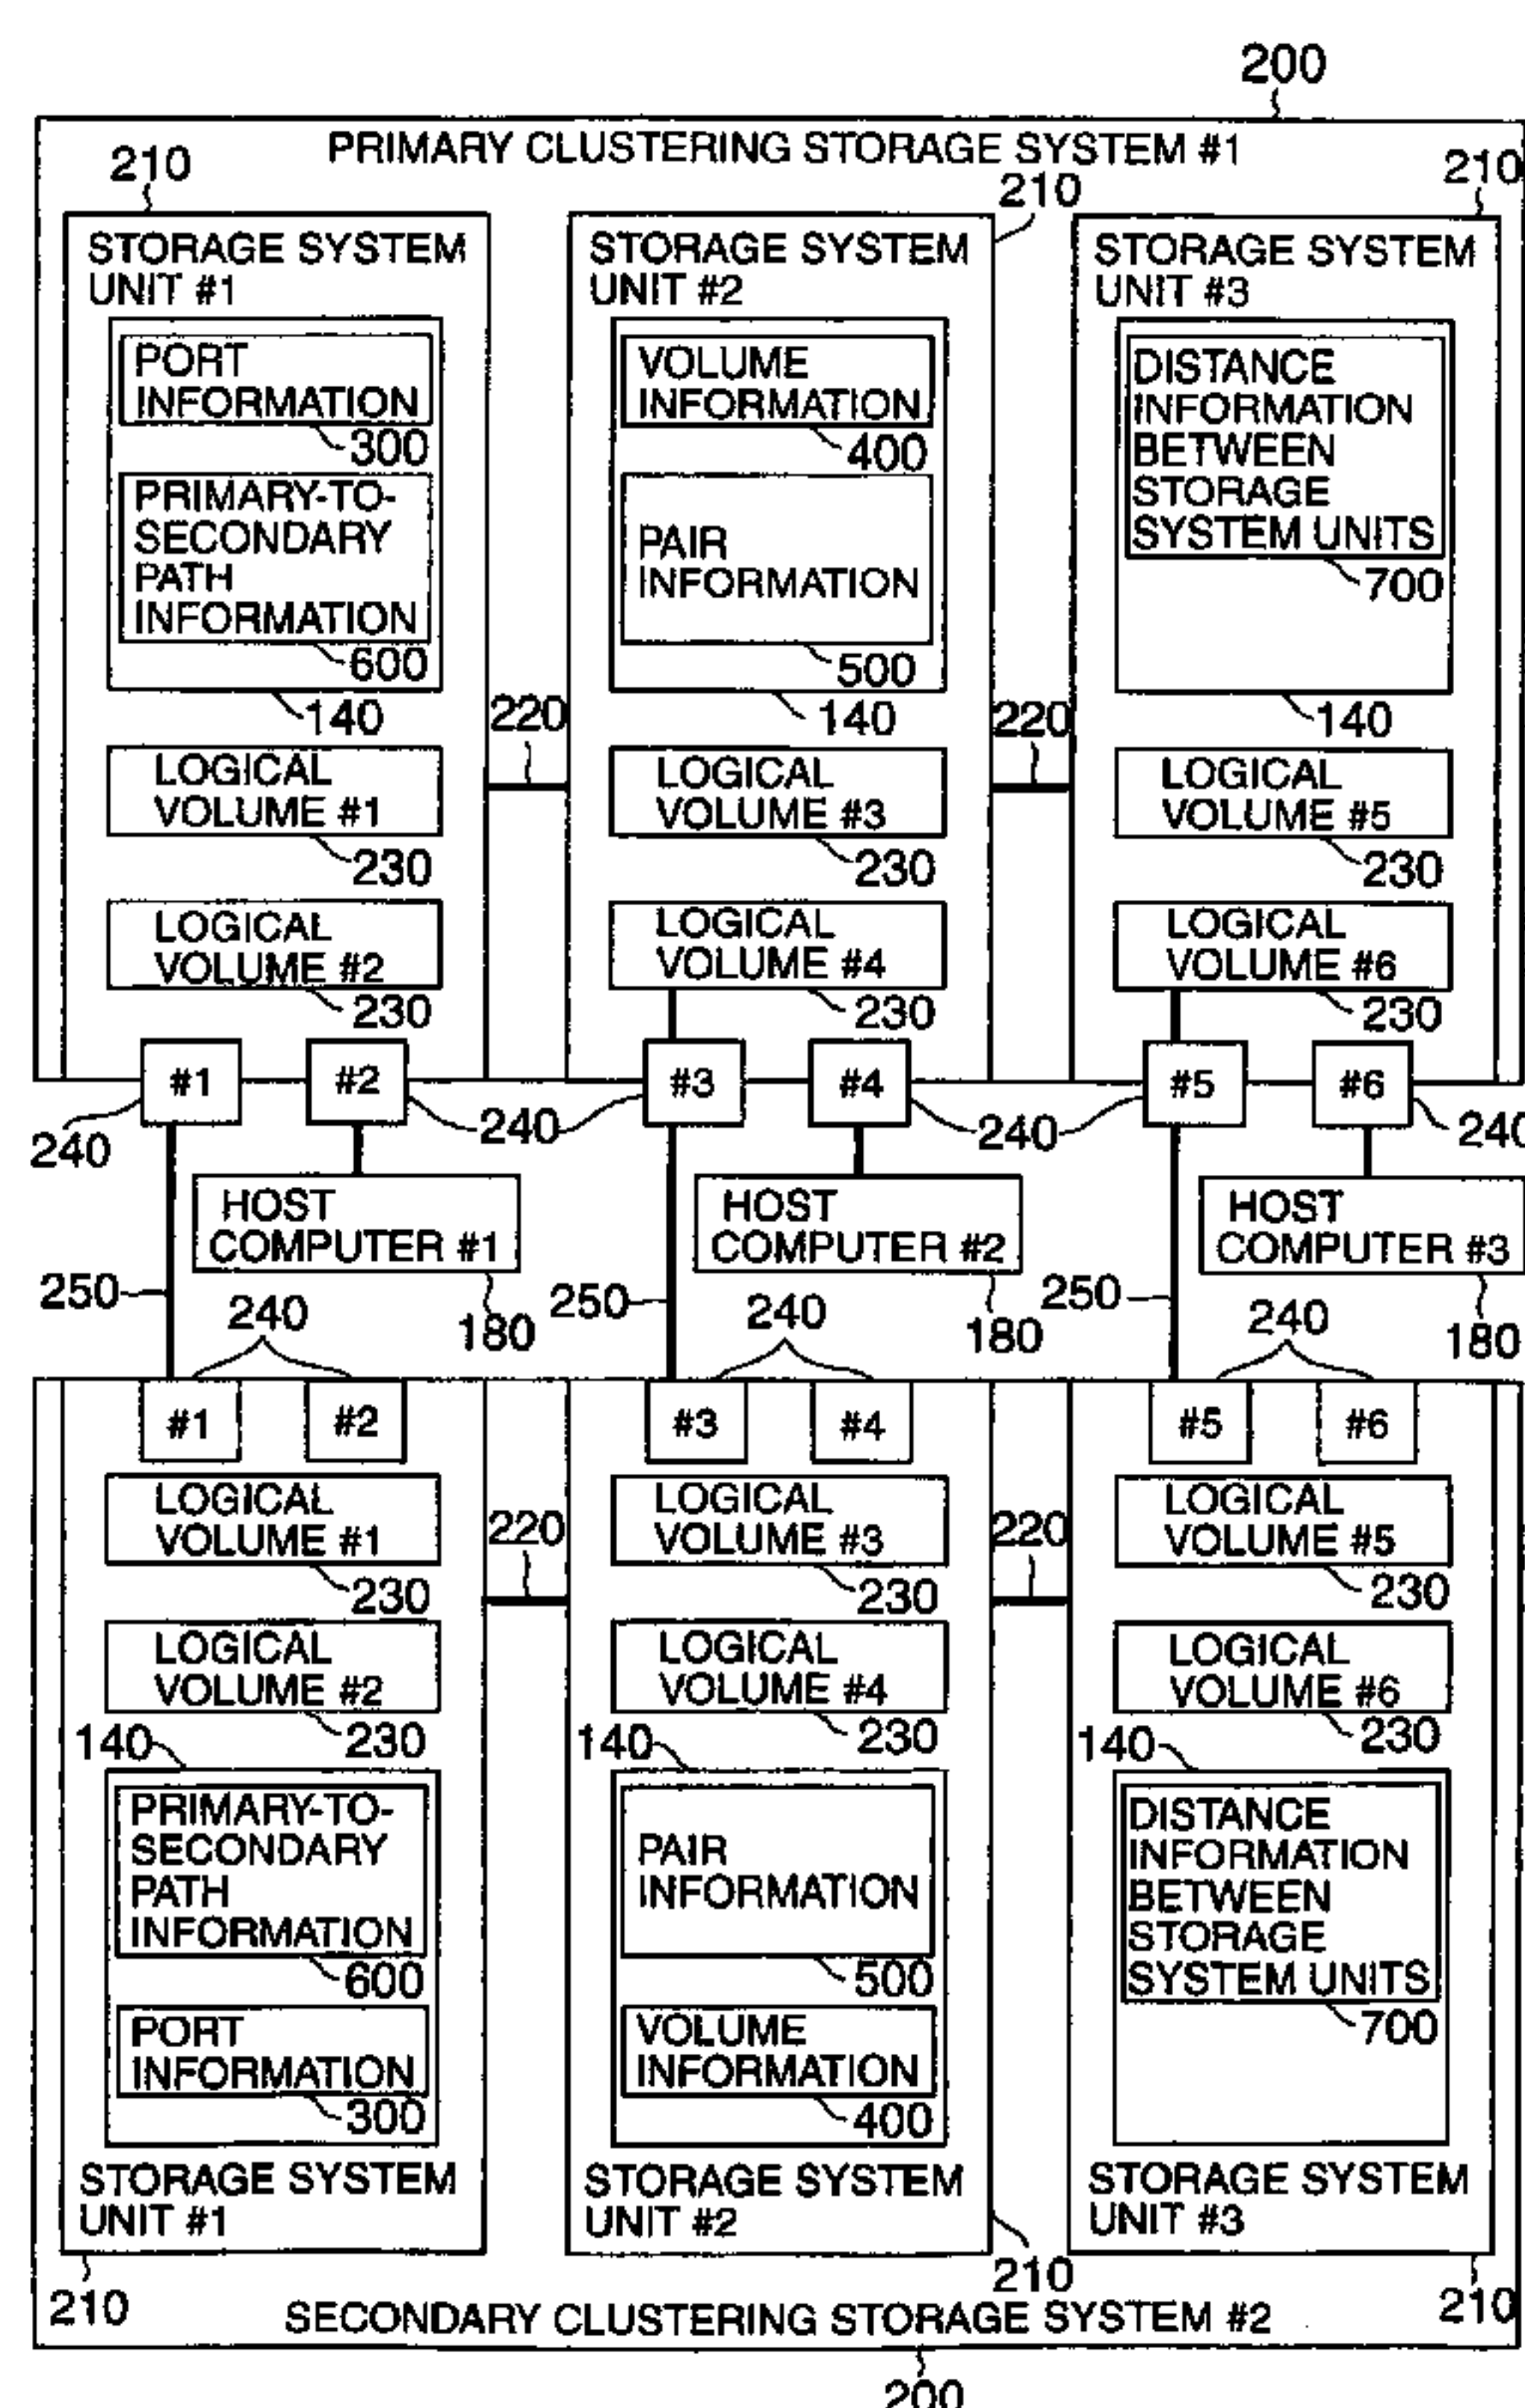 200
PRIMARY CLUSTERING STORAGE SYSTEM #1
210
210
210
STORAGE SYSTEM
UNIT #1
PORT
INFORMATION
300
PRIMARY-TO-
SECONDARY
PATH
INFORMATION
600
140
LOGICAL
VOLUME #1
230
LOGICAL
VOLUME #2
230
220
STORAGE SYSTEM
UNIT #2
VOLUME
INFORMATION
400
PAIR
INFORMATION
500
140
LOGICAL
VOLUME #3
230
LOGICAL
VOLUME #4
230
220
STORAGE SYSTEM
UNIT #3
DISTANCE
INFORMATION
BETWEEN
STORAGE
SYSTEM UNITS
700
140
LOGICAL
VOLUME #5
230
LOGICAL
VOLUME #6
230
#1
#2
#3
#4
#5
#6
240
240
240
240
HOST
COMPUTER #1
HOST
COMPUTER #2
HOST
COMPUTER #3
250
250
250
180
180
180
240
240
240
#1
#2
#3
#4
#5
#6
LOGICAL
VOLUME #1
230
LOGICAL
VOLUME #2
230
140
PRIMARY-TO-
SECONDARY
PATH
INFORMATION
600
PORT
INFORMATION
300
STORAGE SYSTEM
UNIT #1
210
220
LOGICAL
VOLUME #3
230
LOGICAL
VOLUME #4
230
140
PAIR
INFORMATION
500
VOLUME
INFORMATION
400
STORAGE SYSTEM
UNIT #2
210
220
LOGICAL
VOLUME #5
230
LOGICAL
VOLUME #6
230
140
DISTANCE
INFORMATION
BETWEEN
STORAGE
SYSTEM UNITS
700
STORAGE SYSTEM
UNIT #3
210
SECONDARY CLUSTERING STORAGE SYSTEM #2
200